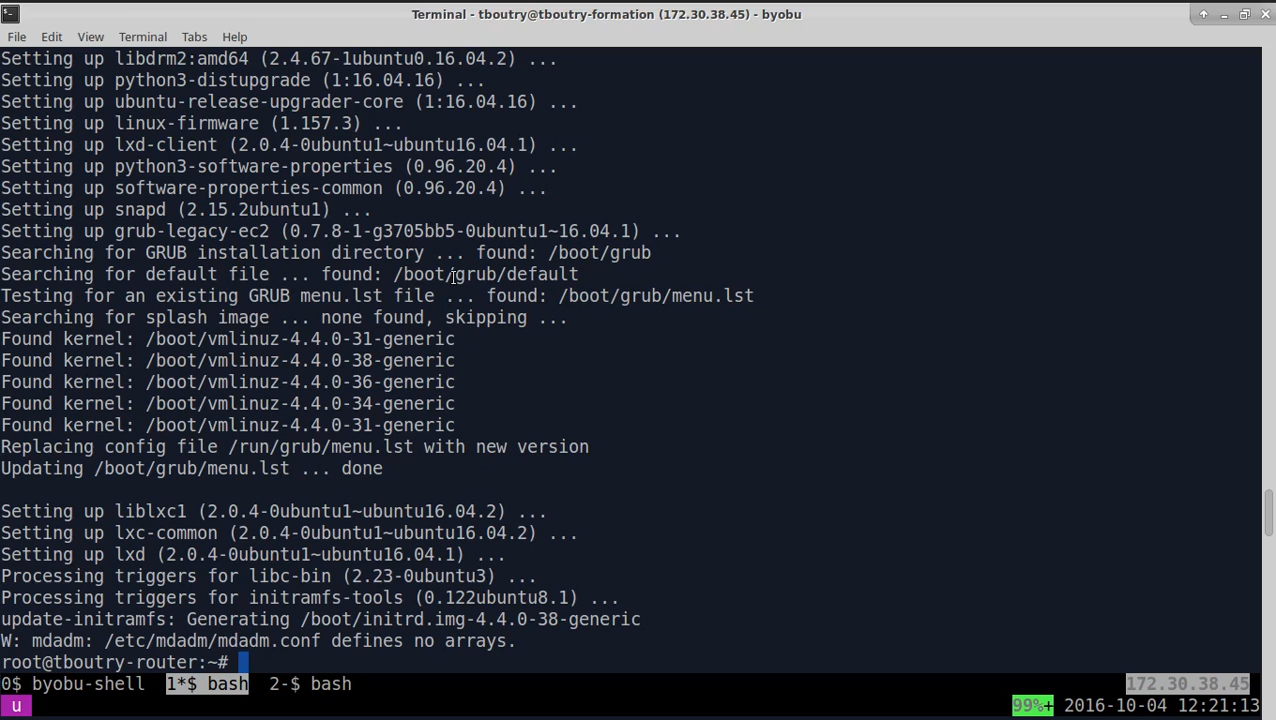 Terminal - tboutry@tboutry-formation (172.30.38.45) - byobu
File Edit View Terminal Tabs Help
Setting up libdrm2:amd64 (2.4.67-1ubuntu0.16.04.2) ...
Setting up python3-distupgrade (1:16.04.16) ...
Setting up ubuntu-release-upgrader-core (1:16.04.16) ...
Setting up linux-firmware (1.157.3) ...
Setting up lxd-client (2.0.4-0ubuntu1~ubuntu16.04.1) ...
Setting up python3-software-properties (0.96.20.4) ...
Setting up software-properties-common (0.96.20.4) ...
Setting up snapd (2.15.2ubuntu1) ...
Setting up grub-legacy-ec2 (0.7.8-1-g3705bb5-0ubuntu1~16.04.1) ...
Searching for GRUB installation directory ... found: /boot/grub
Searching for default file ... found: /boot/grub/default
Testing for an existing GRUB menu.lst file ... found: /boot/grub/menu.lst
Searching for splash image ... none found, skipping ...
Found kernel: /boot/vmlinuz-4.4.0-31-generic
Found kernel: /boot/vmlinuz-4.4.0-38-generic
Found kernel: /boot/vmlinuz-4.4.0-36-generic
Found kernel: /boot/vmlinuz-4.4.0-34-generic
Found kernel: /boot/vmlinuz-4.4.0-31-generic
Replacing config file /run/grub/menu.lst with new version
Updating /boot/grub/menu.lst ... done
Setting up liblxc1 (2.0.4-0ubuntu1~ubuntu16.04.2) ...
Setting up lxc-common (2.0.4-0ubuntu1~ubuntu16.04.2) ...
Setting up lxd (2.0.4-0ubuntu1~ubuntu16.04.1) ...
Processing triggers for libc-bin (2.23-0ubuntu3) ...
Processing triggers for initramfs-tools (0.122ubuntu8.1) ...
update-initramfs: Generating /boot/initrd.img-4.4.0-38-generic
W: mdadm: /etc/mdadm/mdadm.conf defines no arrays.
root@tboutry-router:~#
0$ byobu-shell 1*$ bash 2-$ bash 172.30.38.45
u 99%+ 2016-10-04 12:21:13